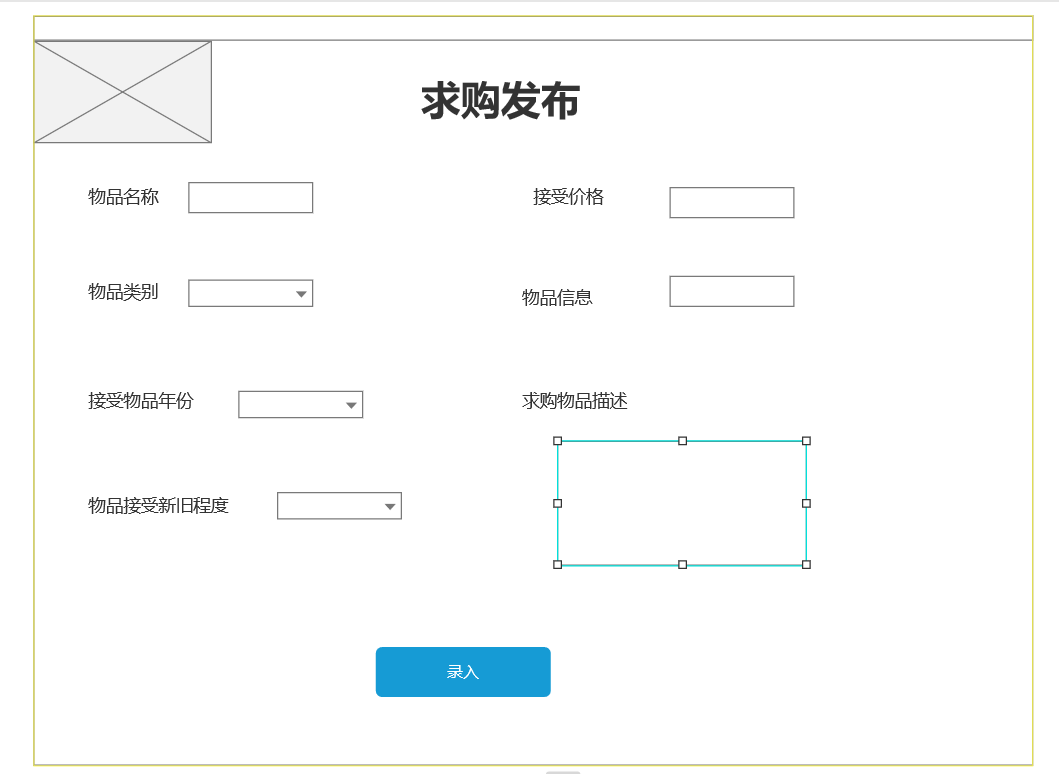 求购发布
物品名称
接受价格
物品类别
物品信息
接受物品年份
求购物品描述
物品接受新旧程度
录入